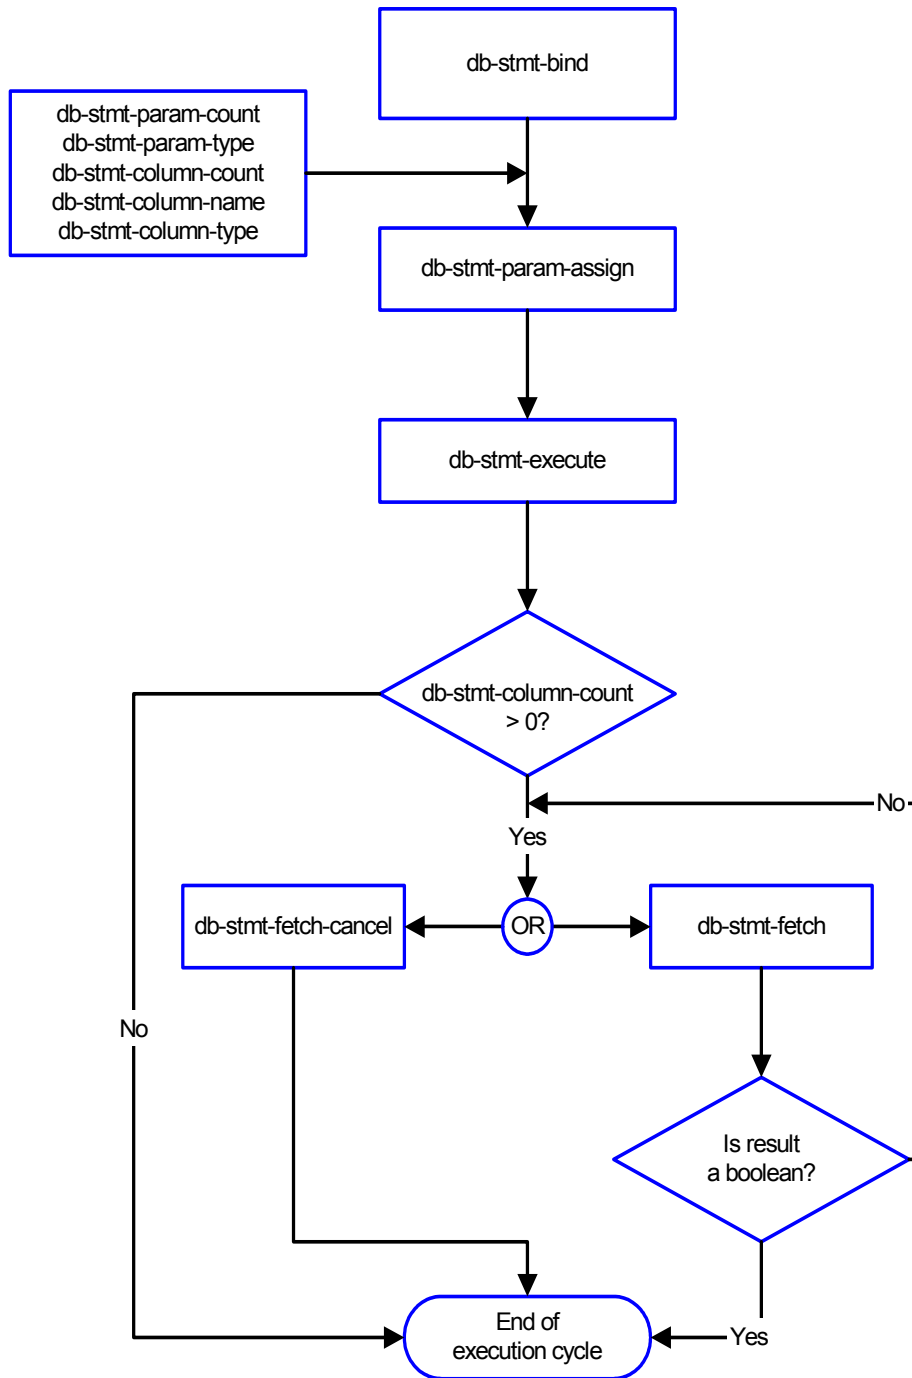 db-stmt-bind
db-stmt-param-count
db-stmt-param-type
db-stmt-column-count
db-stmt-column-name
db-stmt-column-type
db-stmt-param-assign
db-stmt-execute
db-stmt-column-count
> 0?
No
Yes
db-stmt-fetch-cancel
OR
db-stmt-fetch
No
Is result
a boolean?
End of
execution cycle
Yes